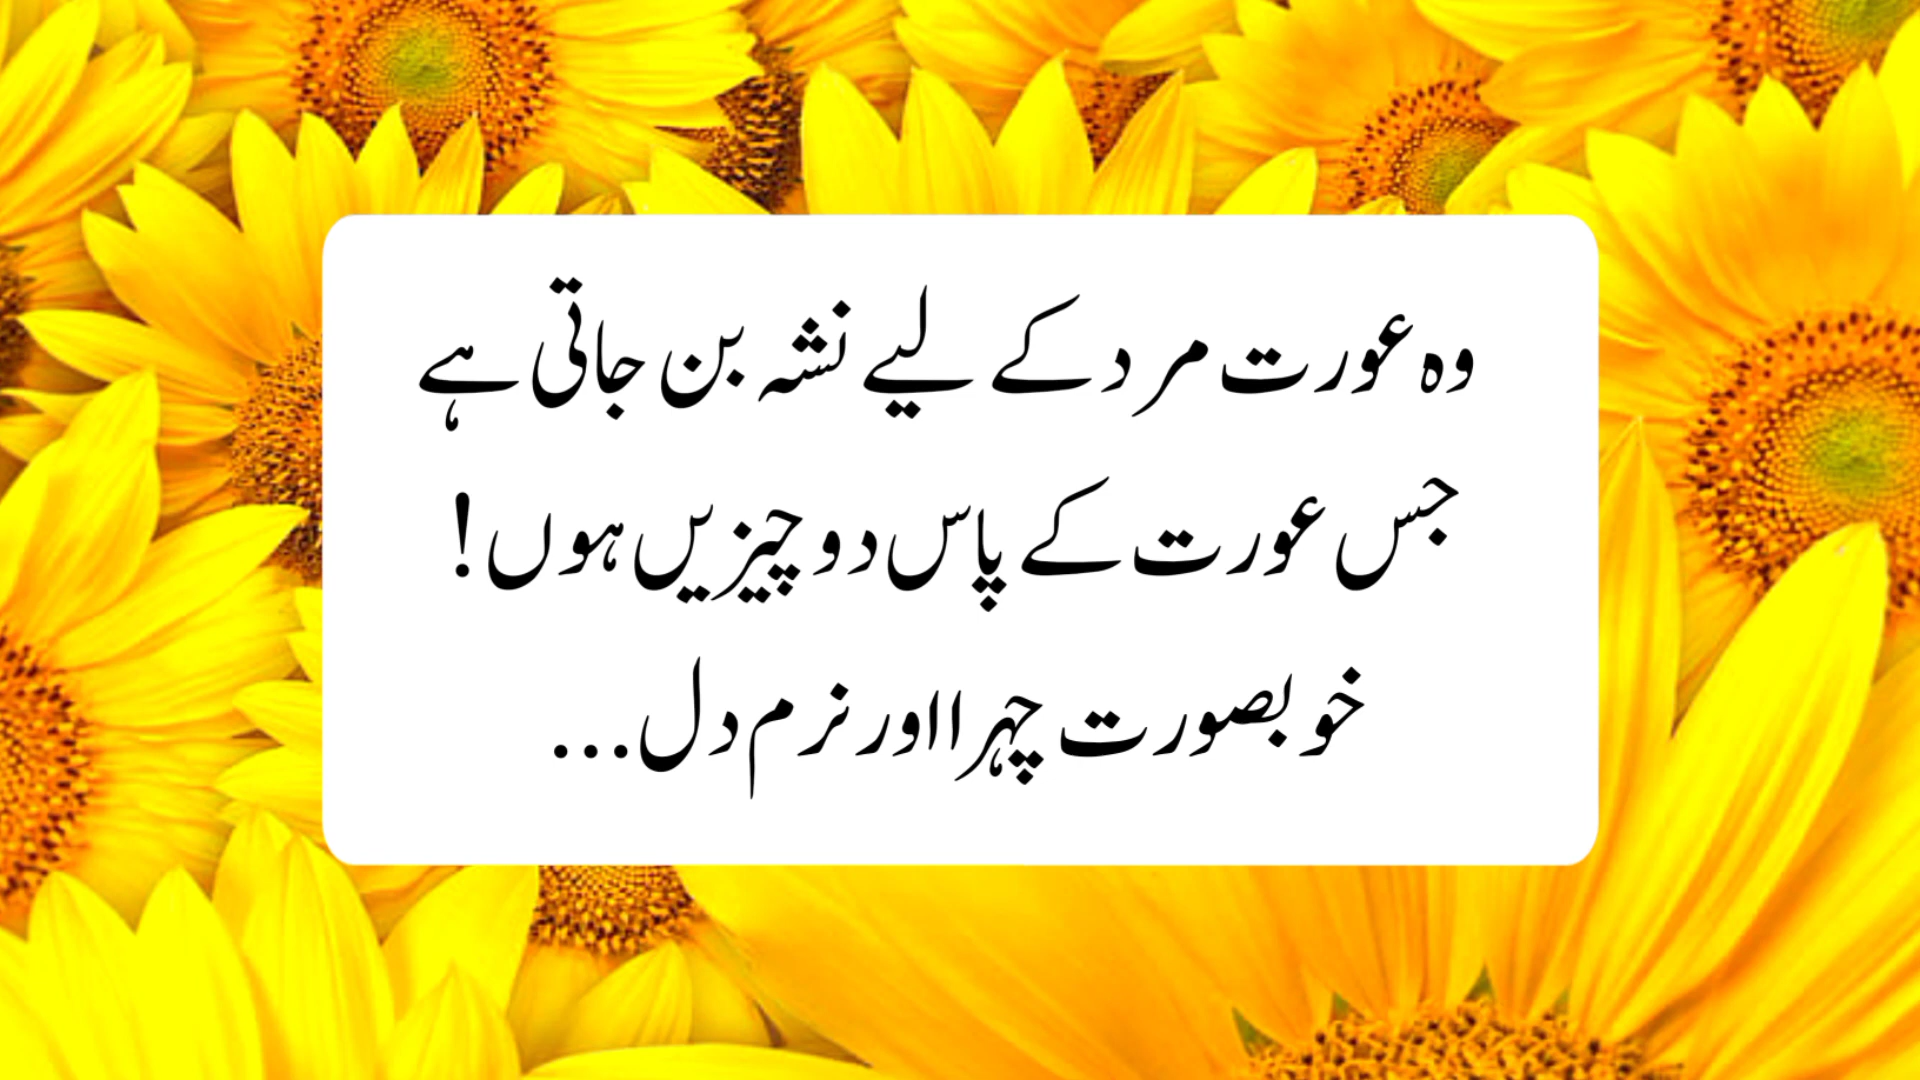 وہ عورت مرد کے لیے نشہ بن جاتی ہے
جس عورت کے پاس دو چیزیں ہوں!
خوبصورت چہرا اور نرم دل...